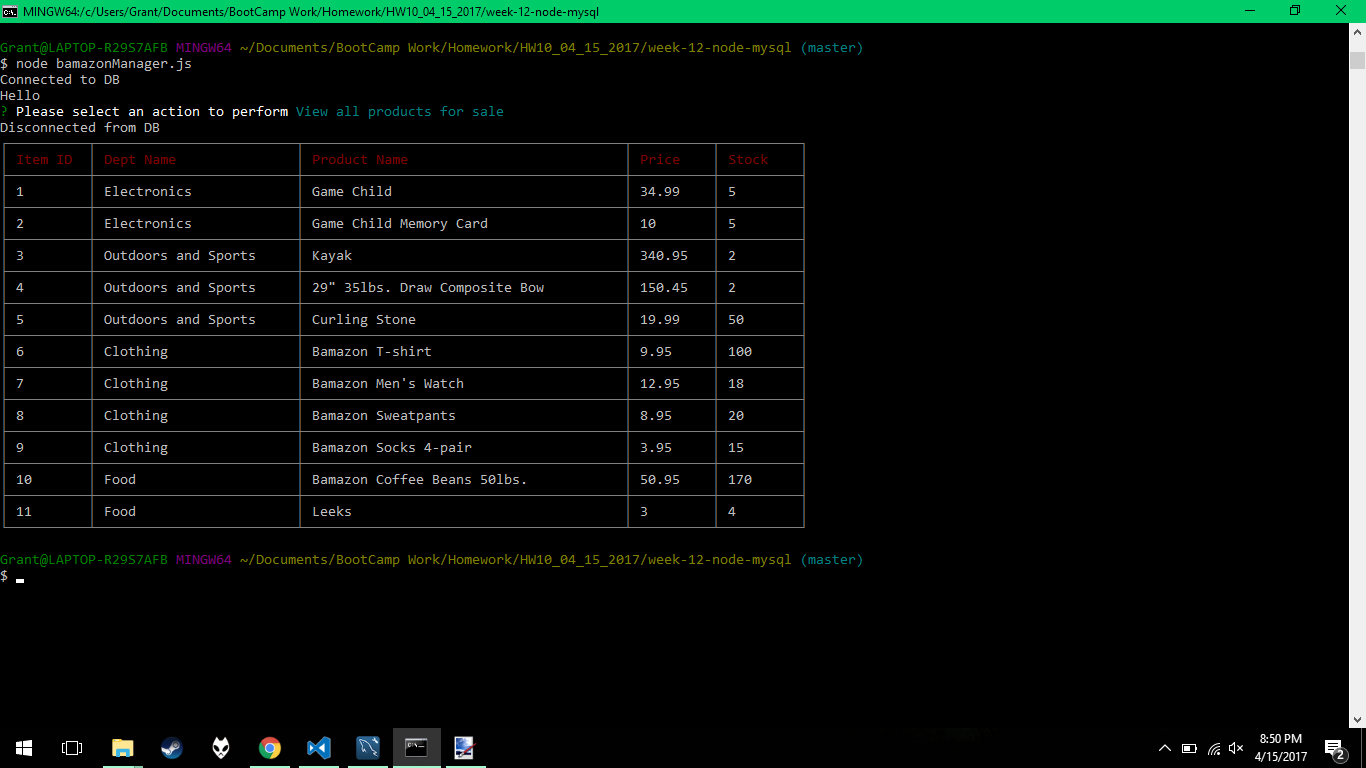 MINGW64:/c/Users/Grant/Documents/BootCamp Work/Homework/HW10_04_15_2017/week-12-node-mysql
Grant@LAPTOP-R29S7AFB MINGW64 ~/Documents/BootCamp Work/Homework/HW10_04_15_2017/week-12-node-mysql (master)
$ node bamazonManager.js
Connected to DB
Hello
? Please select an action to perform View all products for sale
Disconnected from DB
Item ID Dept Name Product Name Price Stock
1 Electronics Game Child 34.99 5
2 Electronics Game Child Memory Card 10 5
3 Outdoors and Sports Kayak 340.95 2
4 Outdoors and Sports 29" 35lbs. Draw Composite Bow 150.45 2
5 Outdoors and Sports Curling Stone 19.99 50
6 Clothing Bamazon T-shirt 9.95 100
7 Clothing Bamazon Men's Watch 12.95 18
8 Clothing Bamazon Sweatpants 8.95 20
9 Clothing Bamazon Socks 4-pair 3.95 15
10 Food Bamazon Coffee Beans 50lbs. 50.95 170
11 Food Leeks 3 4
Grant@LAPTOP-R29S7AFB MINGW64 ~/Documents/BootCamp Work/Homework/HW10_04_15_2017/week-12-node-mysql (master)
$
8:50 PM
4/15/2017
2